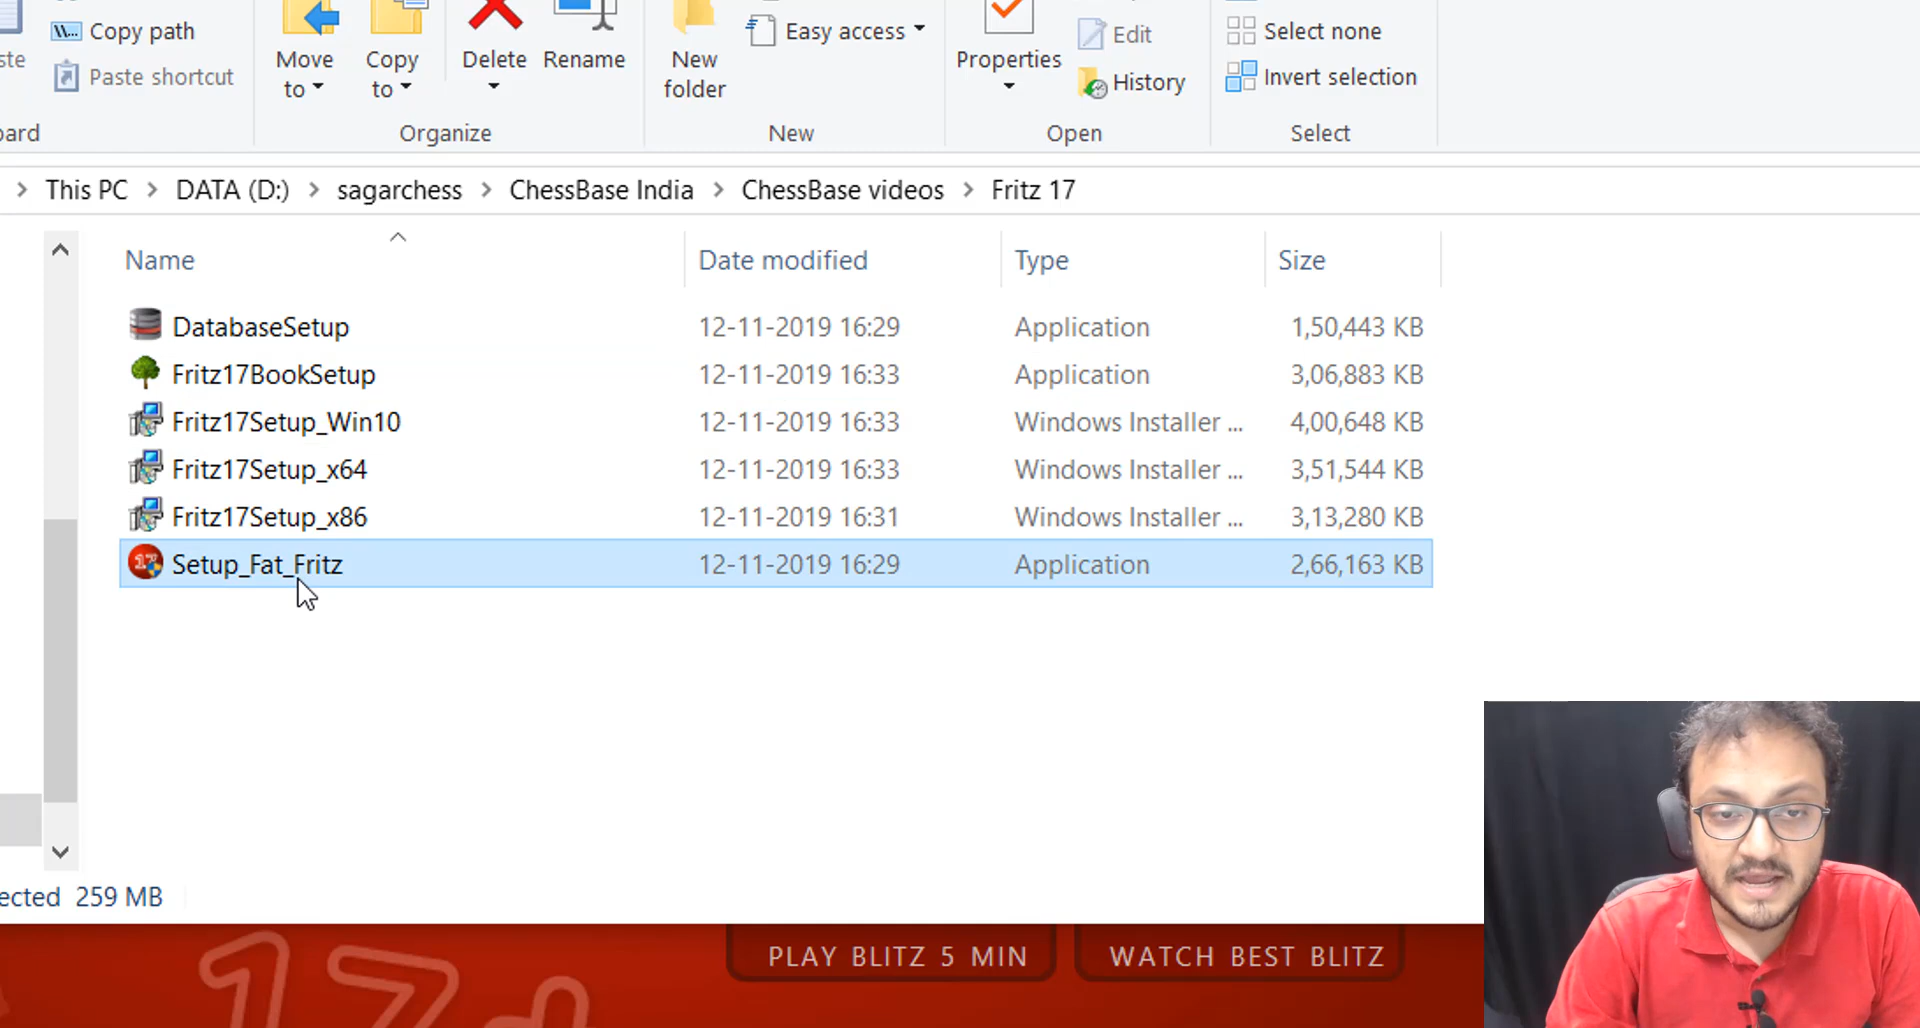 Copy path
Paste shortcut
Move to
Copy to
Delete
Rename
New folder
Easy access
Properties
Edit
History
Select none
Invert selection
Organize
New
Open
Select
This PC > DATA (D:) > sagarchess > ChessBase India > ChessBase videos > Fritz 17
Name Date modified Type Size
DatabaseSetup 12-11-2019 16:29 Application 1,50,443 KB
Fritz17BookSetup 12-11-2019 16:33 Application 3,06,883 KB
Fritz17Setup_Win10 12-11-2019 16:33 Windows Installer ... 4,00,648 KB
Fritz17Setup_x64 12-11-2019 16:33 Windows Installer ... 3,51,544 KB
Fritz17Setup_x86 12-11-2019 16:31 Windows Installer ... 3,13,280 KB
17 Setup_Fat_Fritz 12-11-2019 16:29 Application 2,66,163 KB
ected 259 MB
PLAY BLITZ 5 MIN
WATCH BEST BLITZ
17